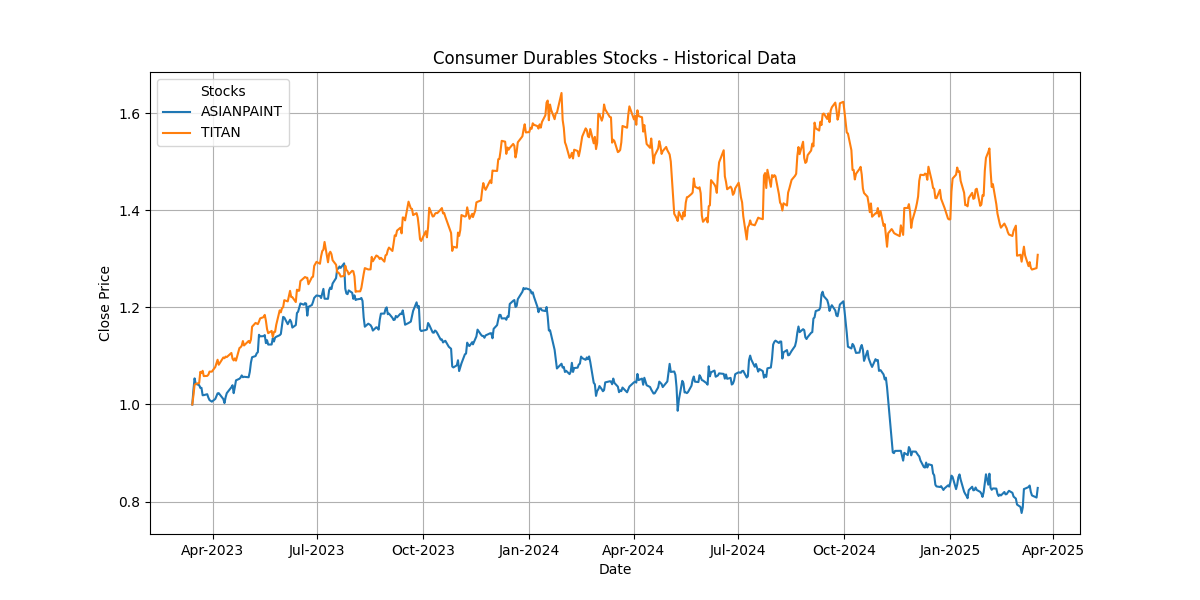 Consumer Durables Stocks - Historical Data
Stocks
ASIANPAINT
TITAN
Close Price
1.6
1.4
1.2
1.0
0.8
Apr-2023
Jul-2023
Oct-2023
Jan-2024
Apr-2024
Jul-2024
Oct-2024
Jan-2025
Apr-2025
Date